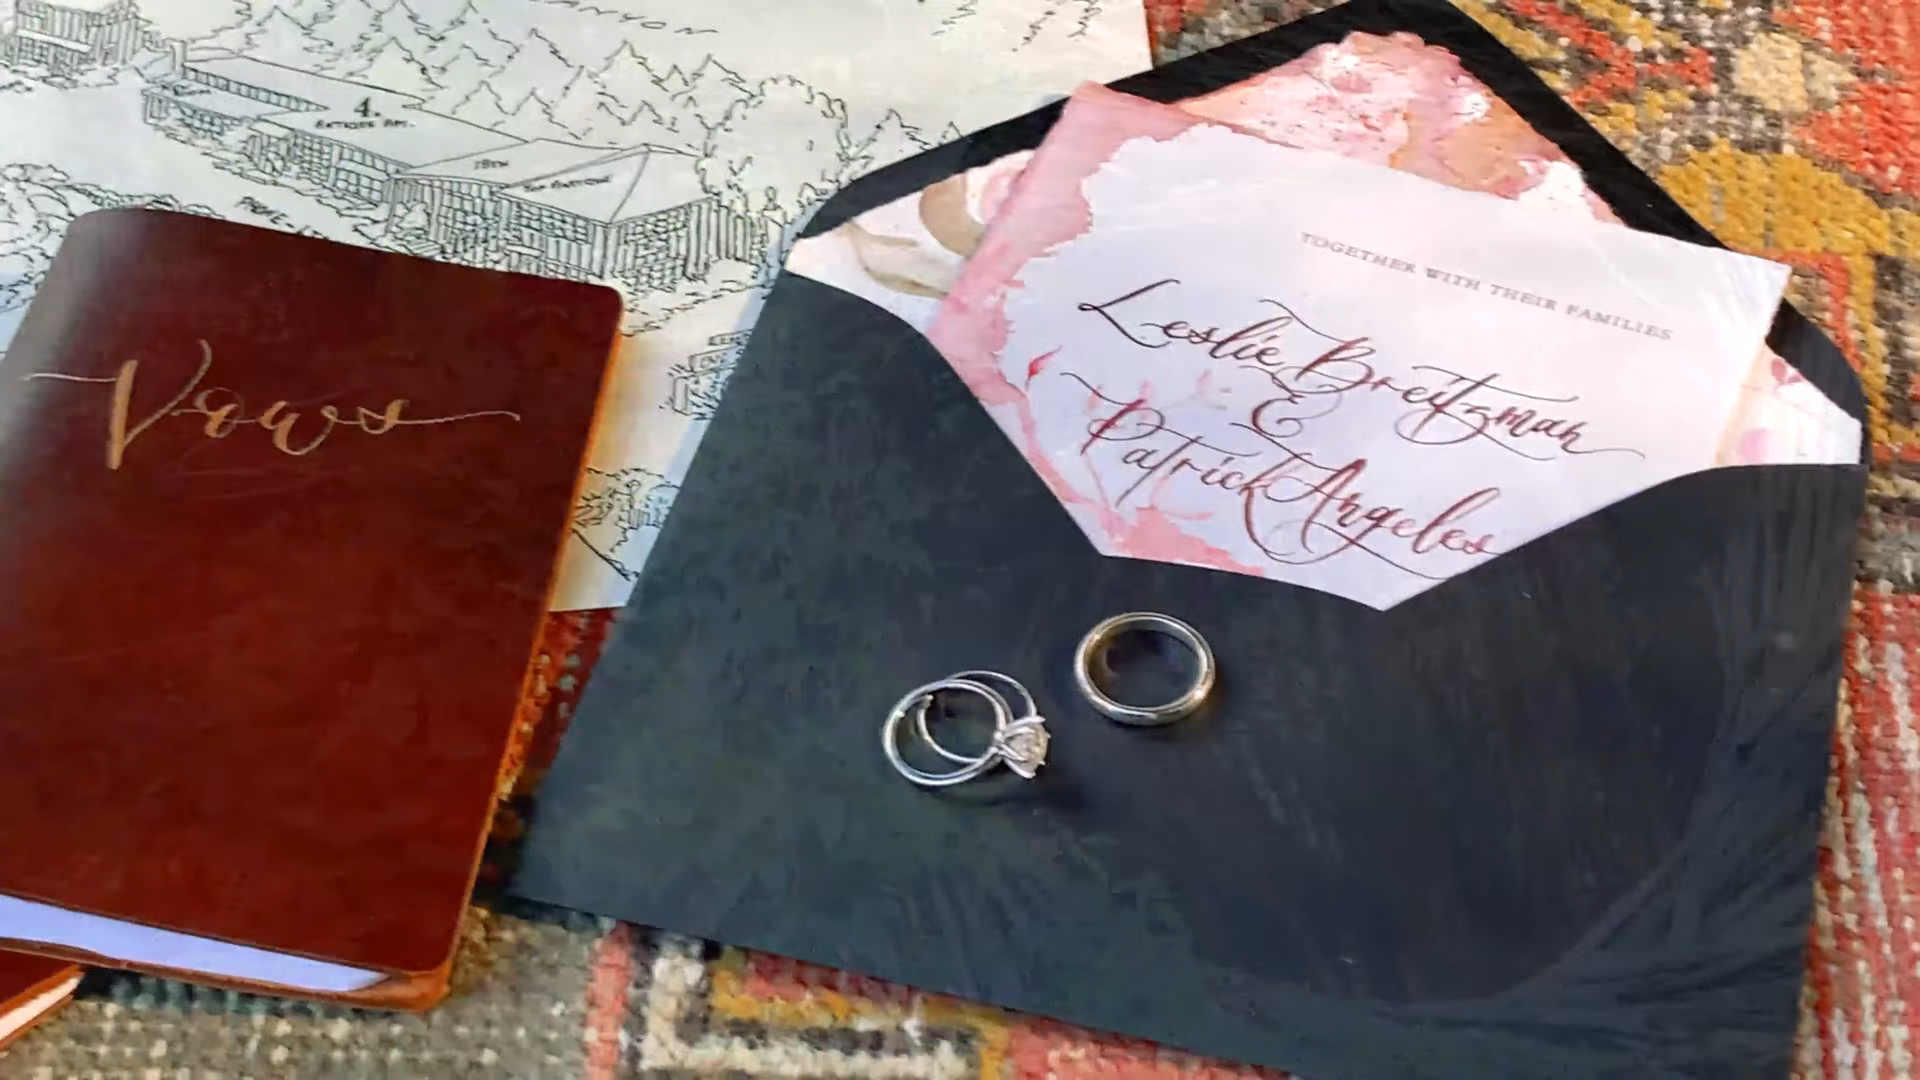 4.
Vows
TOGETHER WITH THEIR FAMILIES
Leslie Breitzman
&
Patrick Angeles